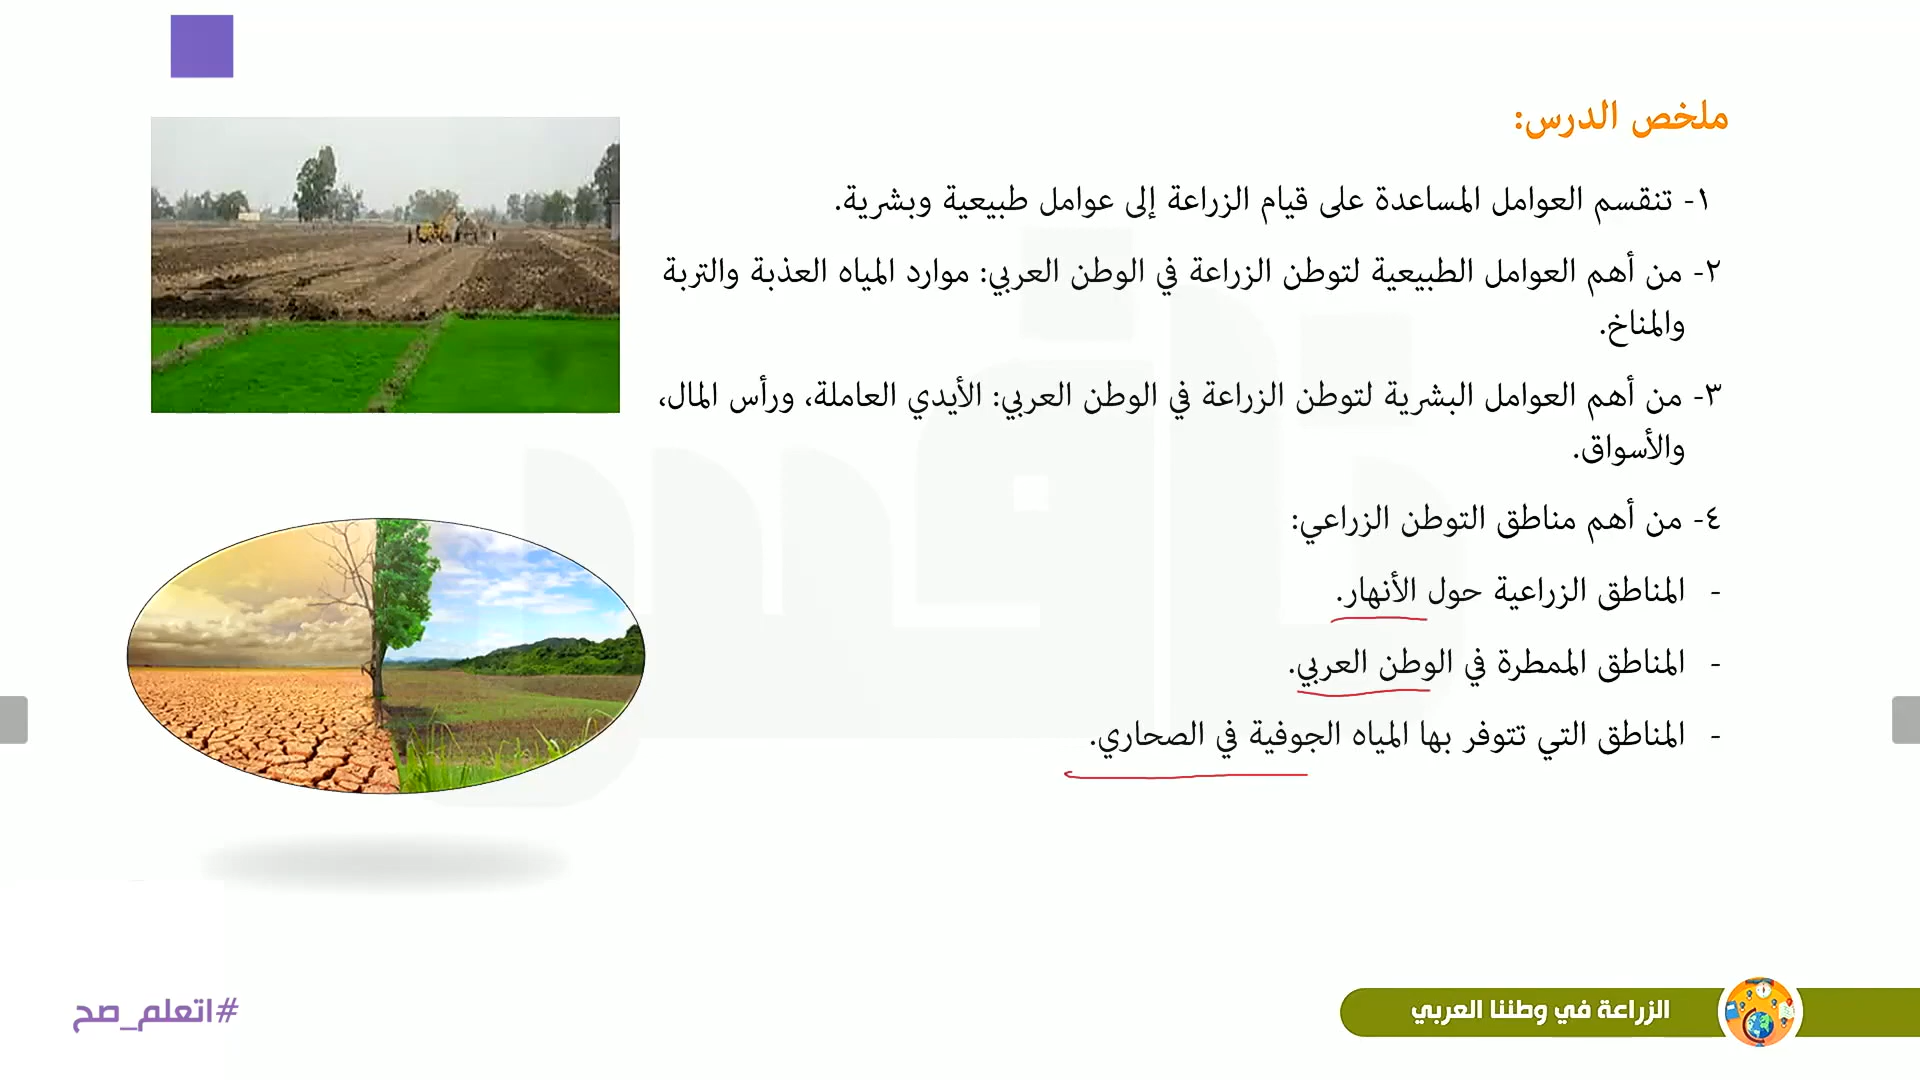 ملخص الدرس:
١- تنقسم العوامل المساعدة على قيام الزراعة إلى عوامل طبيعية وبشرية.
٢- من أهم العوامل الطبيعية لتوطن الزراعة في الوطن العربي: موارد المياه العذبة والتربة
والمناخ.
٣- من أهم العوامل البشرية لتوطن الزراعة في الوطن العربي: الأيدي العاملة، ورأس المال،
والأسواق.
٤- من أهم مناطق التوطن الزراعي:
- المناطق الزراعية حول الأنهار.
- المناطق الممطرة في الوطن العربي.
- المناطق التي تتوفر بها المياه الجوفية في الصحاري.
الزراعة في وطننا العربي
#اتعلم_صح